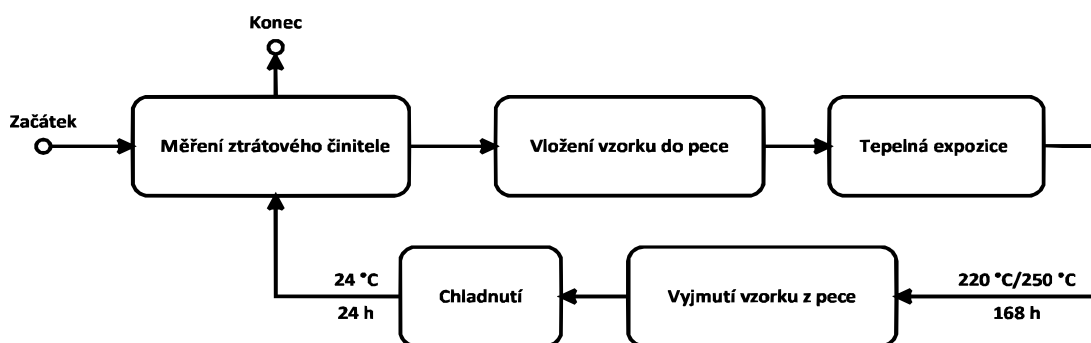 Konec
Začátek
Měření ztrátového činitele
Vložení vzorku do pece
Tepelná expozice
24 °C
24 h
Chladnutí
Vyjmutí vzorku z pece
220 °C/250 °C
168 h